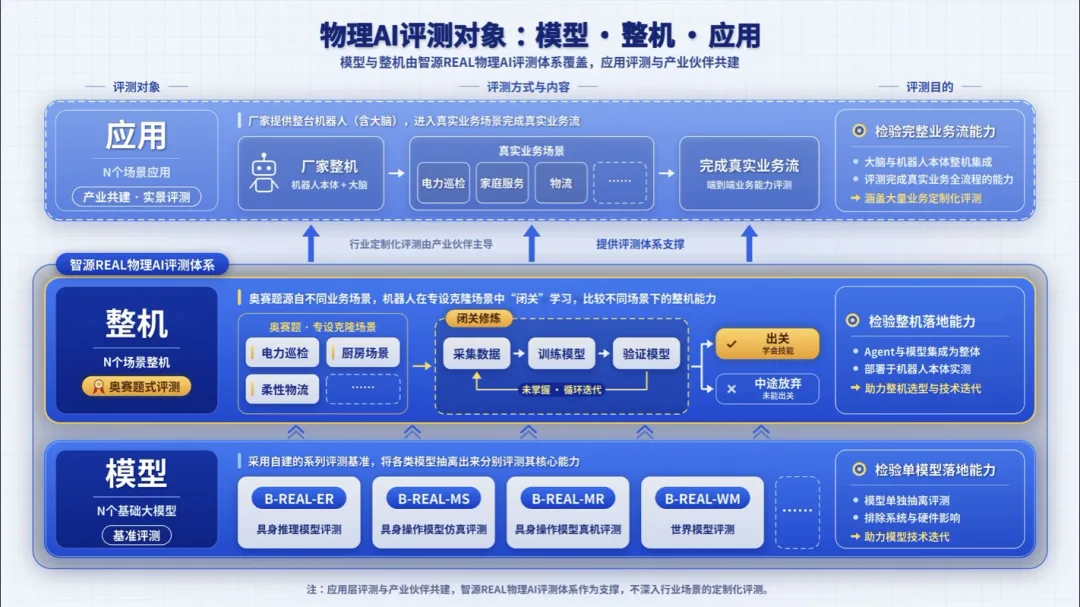 物理AI评测对象：模型·整机·应用
模型与整机由智源REAL物理AI评测体系覆盖，应用评测与产业伙伴共建
评测对象
评测方式与内容
评测目的
应用
N个场景应用
产业共建·实景评测
厂家提供整台机器人（含大脑），进入真实业务场景完成真实业务流
厂家整机
机器人本体+大脑
真实业务场景
电力巡检
家庭服务
物流
······
完成真实业务流
端到端业务能力评测
检验完整业务流能力
大脑与机器人本体整机集成
评测完成真实业务全流程的能力
涵盖大量业务定制化评测
行业定制化评测由产业伙伴主导
提供评测体系支撑
智源REAL物理AI评测体系
整机
N个场景整机
奥赛题式评测
奥赛题源自不同业务场景，机器人在专设克隆场景中“闭关”学习，比较不同场景下的整机能力
奥赛题·专设克隆场景
电力巡检
厨房场景
柔性物流
······
闭关修炼
采集数据
训练模型
验证模型
未掌握·循环迭代
出关
学会技能
中途放弃
未能出关
检验整机落地能力
Agent与模型集成为整体
部署于机器人本体实测
助力整机选型与技术迭代
模型
N个基础大模型
基准评测
采用自建的系列评测基准，将各类模型抽离出来分别评测其核心能力
B-REAL-ER
具身推理模型评测
B-REAL-MS
具身操作模型仿真评测
B-REAL-MR
具身操作模型真机评测
B-REAL-WM
世界模型评测
······
检验单模型落地能力
模型单独抽离评测
排除系统与硬件影响
助力模型技术迭代
注：应用层评测与产业伙伴共建，智源REAL物理AI评测体系作为支撑，不深入行业场景的定制化评测。